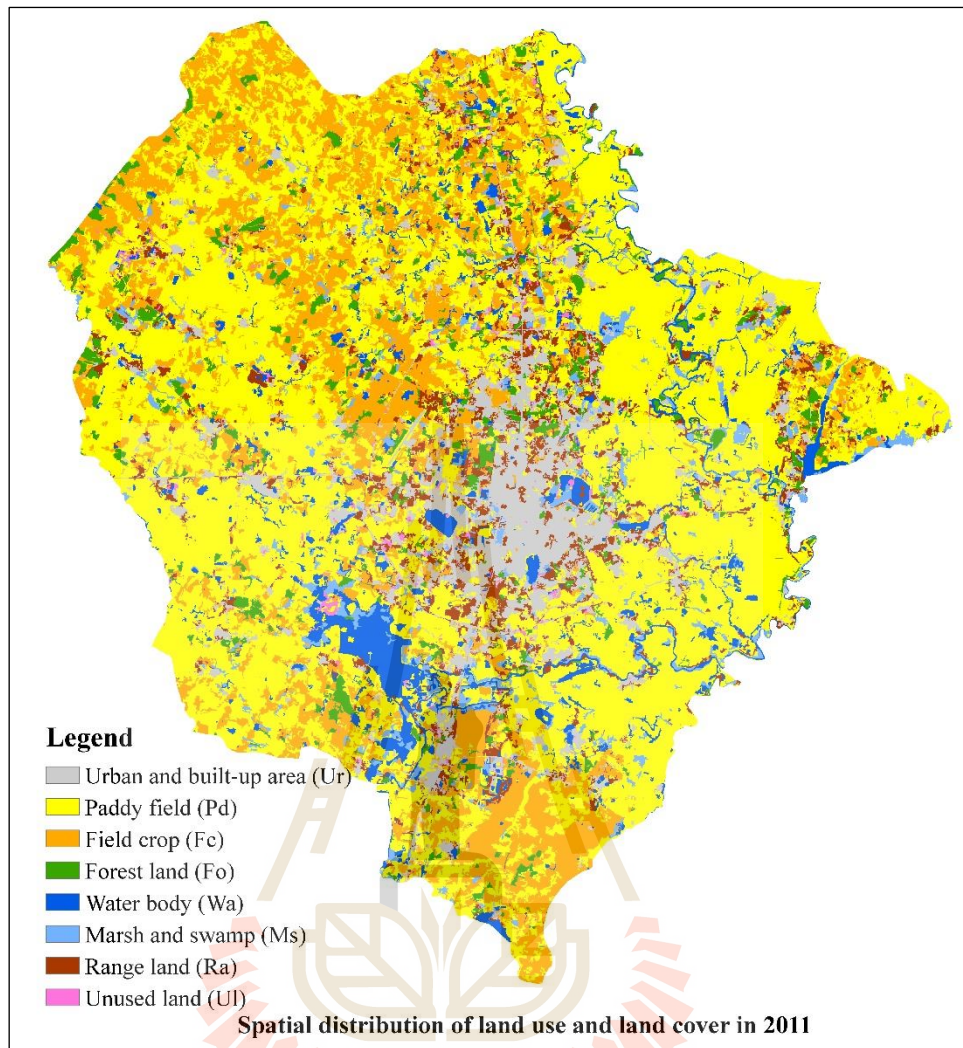 Legend
Urban and built-up area (Ur)
Paddy field (Pd)
Field crop (Fc)
Forest land (Fo)
Water body (Wa)
Marsh and swamp (Ms)
Range land (Ra)
Unused land (Ul)
Spatial distribution of land use and land cover in 2011